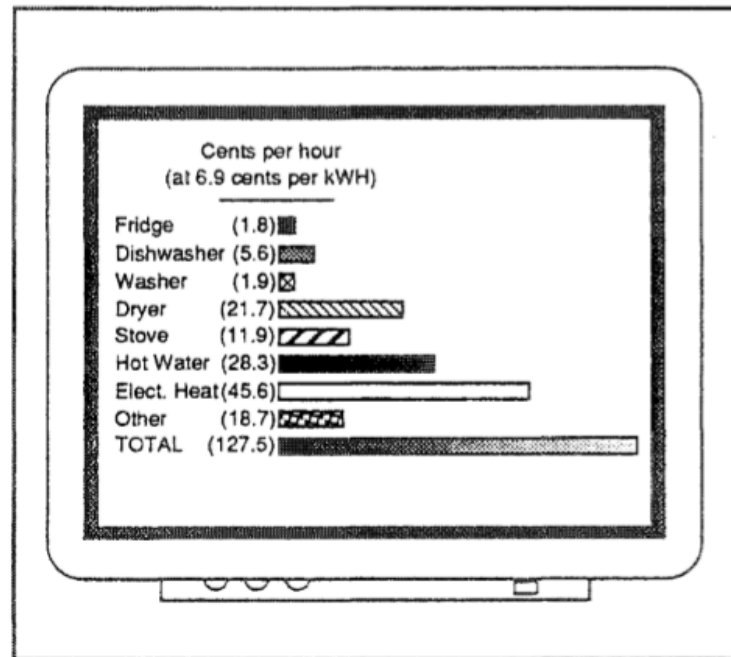 Cents per hour
(at 6.9 cents per kWH)
Fridge (1.8)
Dishwasher (5.6)
Washer (1.9)
Dryer (21.7)
Stove (11.9)
Hot Water (28.3)
Elect. Heat (45.6)
Other (18.7)
TOTAL (127.5)